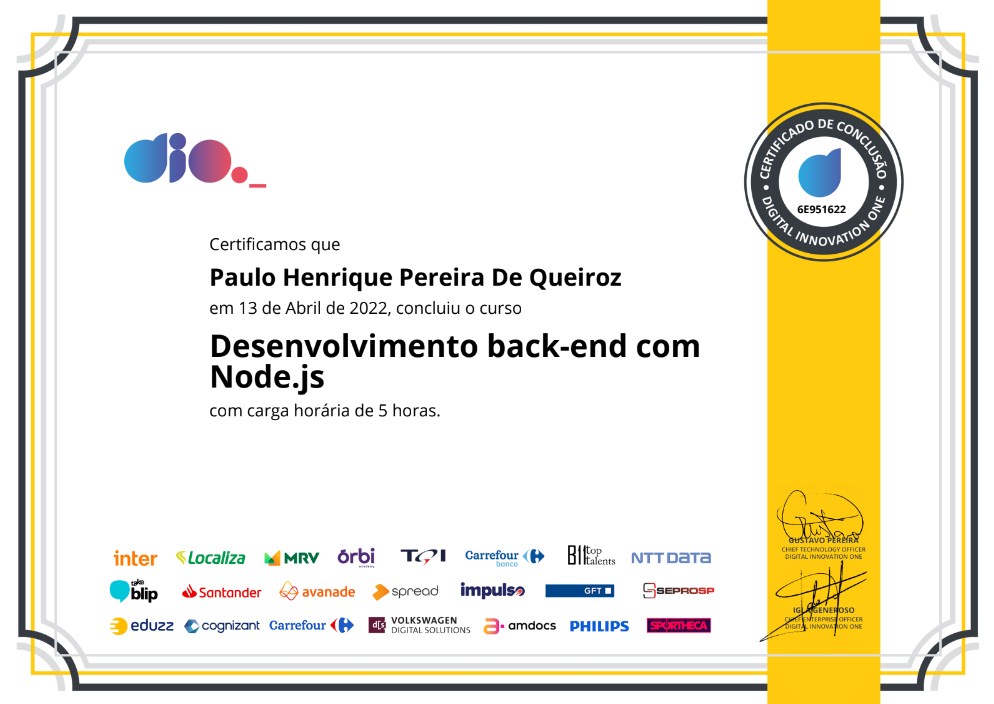 dio._
CERTIFICADO DE CONCLUSÃO
6E951622
DIGITAL INNOVATION ONE
Certificamos que
Paulo Henrique Pereira De Queiroz
em 13 de Abril de 2022, concluiu o curso
Desenvolvimento back-end com
Node.js
com carga horária de 5 horas.
GUSTAVO PEREIRA
CHIEF TECHNOLOGY OFFICER
DIGITAL INNOVATION ONE
inter Localiza MRV órbi Carrefour banco B11 top talents NTT DATA
take blip Santander avanade spread impulso GFT SEPROSP
eduzz cognizant Carrefour d[s] VOLKSWAGEN DIGITAL SOLUTIONS a: amdocs PHILIPS SPORTHECA
GENEROSO
CHIEF ENTERPRISE OFFICER
DIGITAL INNOVATION ONE